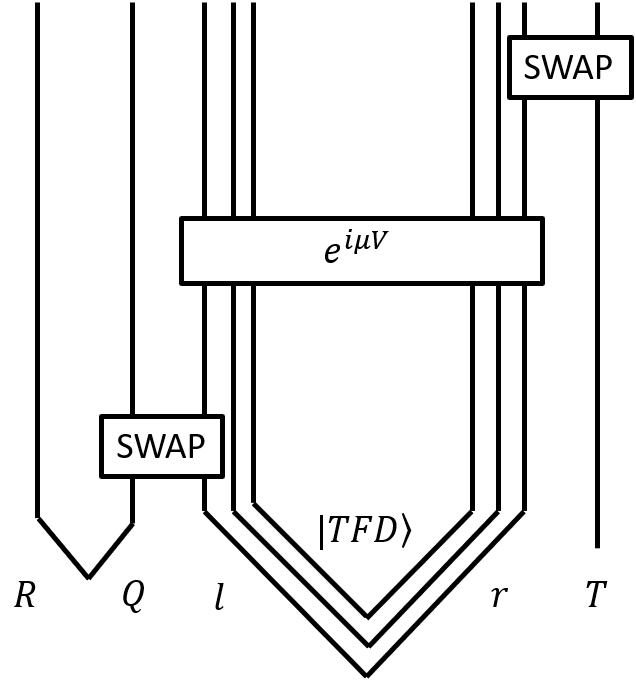 SWAP
e^{iμV}
SWAP
|TFD⟩
R Q l r T